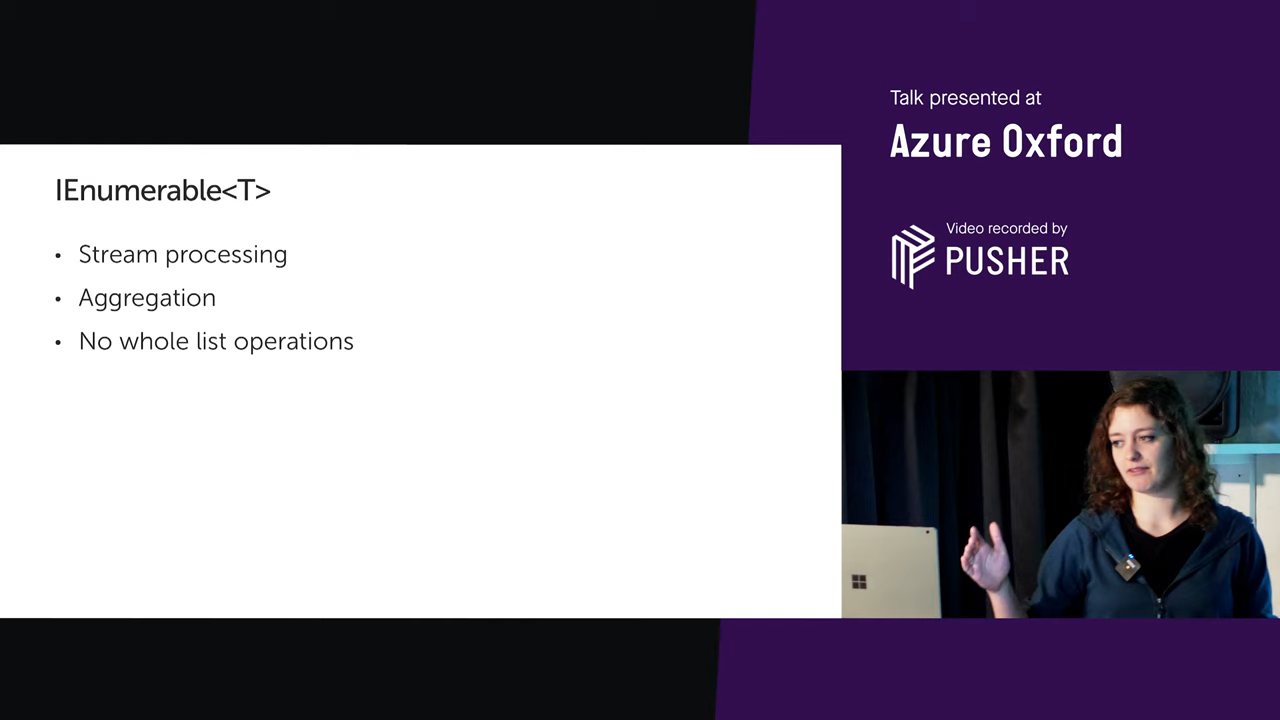 IEnumerable<T>
• Stream processing
• Aggregation
• No whole list operations
Talk presented at
Azure Oxford
Video recorded by
PUSHER